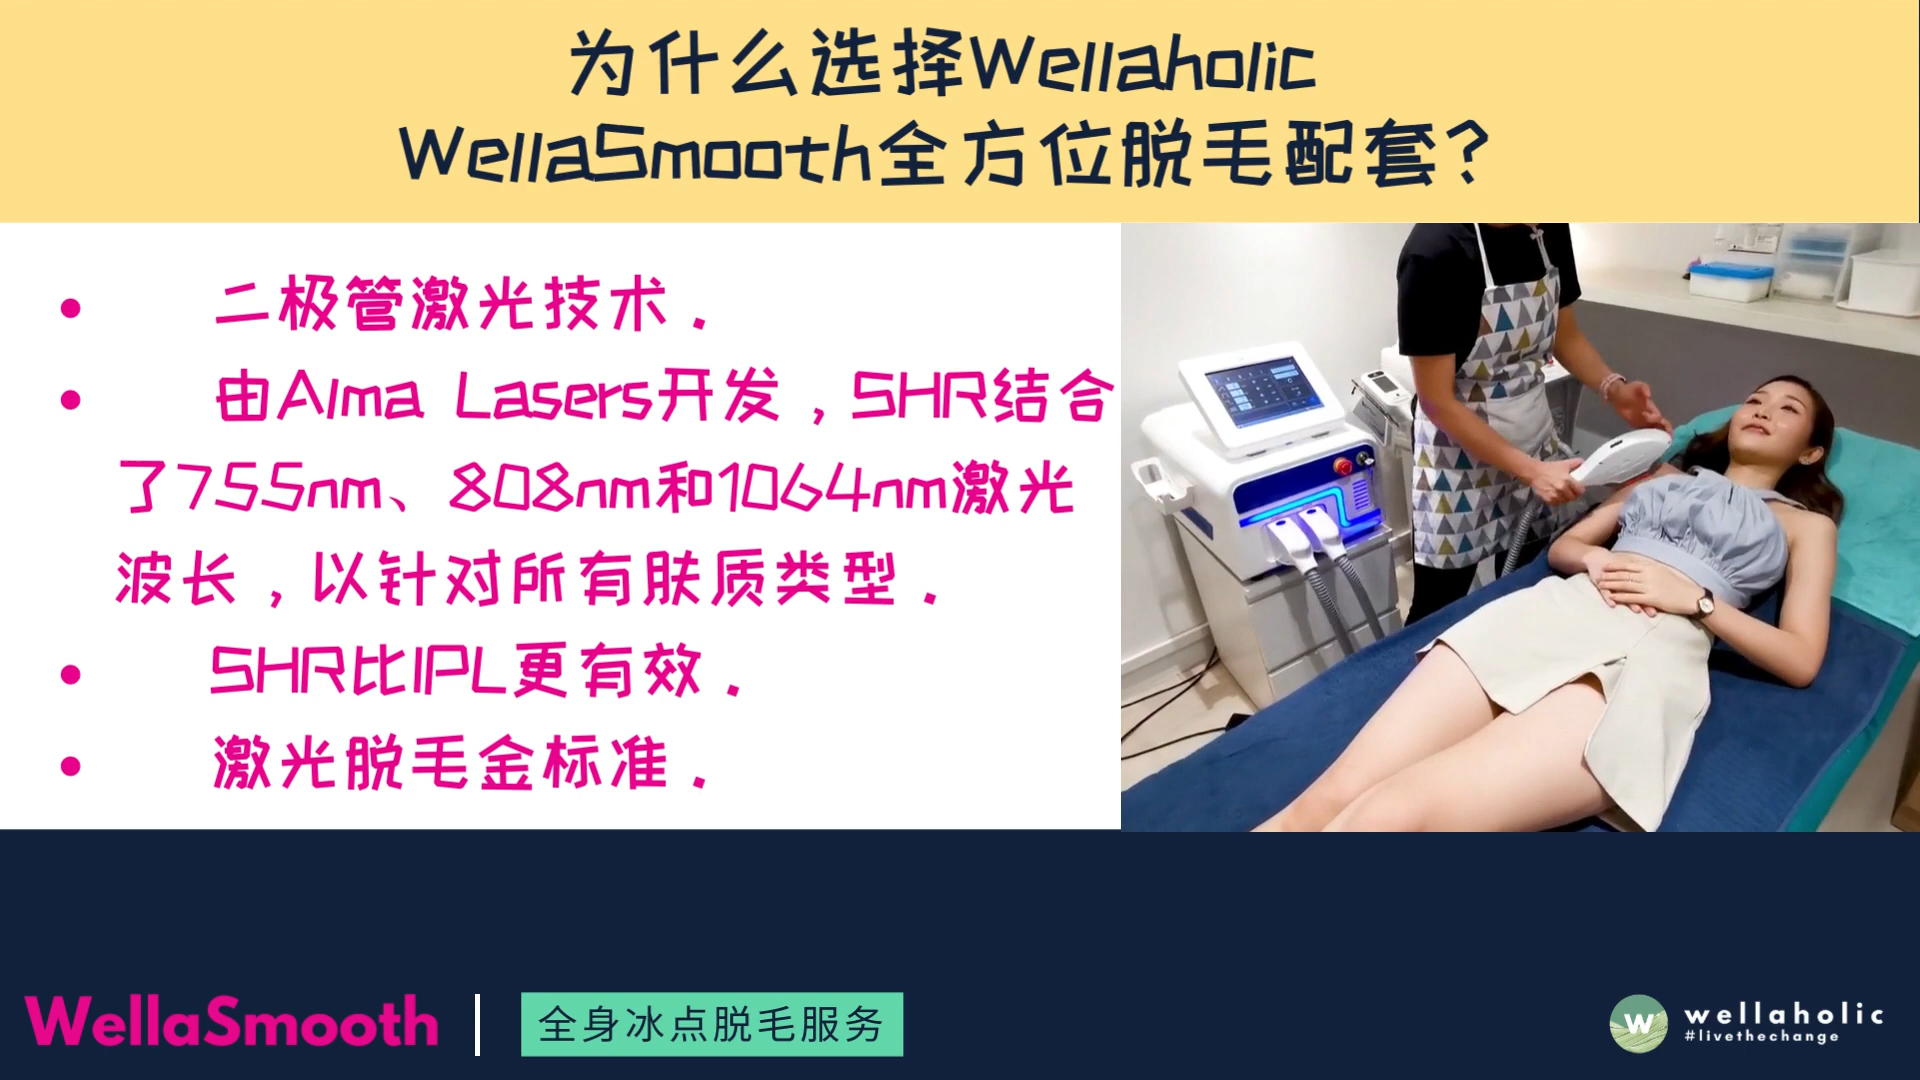 为什么选择Wellaholic
WellaSmooth全方位脱毛配套?
• 二极管激光技术.
• 由Alma Lasers开发,SHR结合
了755nm、808nm和1064nm激光
波长,以针对所有肤质类型.
• SHR比IPL更有效.
• 激光脱毛金标准.
WellaSmooth
全身冰点脱毛服务
W
wellaholic
#livethechange